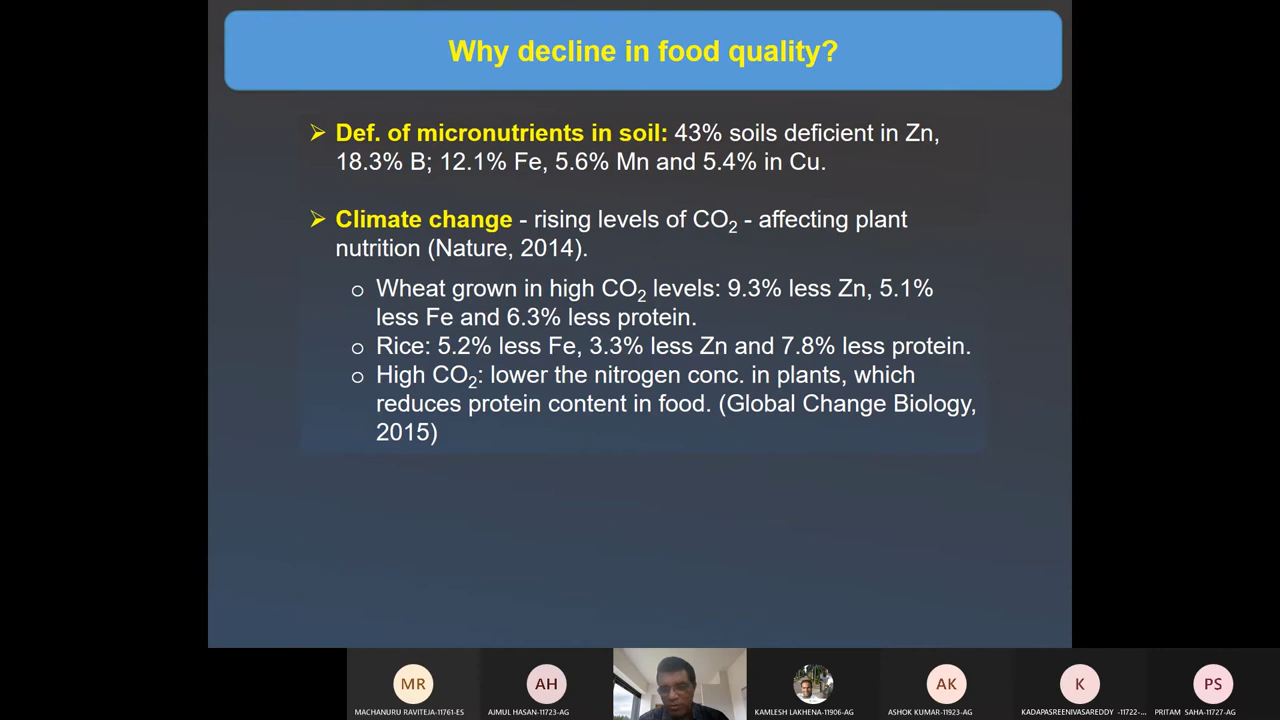 Why decline in food quality?
➢ Def. of micronutrients in soil: 43% soils deficient in Zn,
18.3% B; 12.1% Fe, 5.6% Mn and 5.4% in Cu.
➢ Climate change - rising levels of CO₂ - affecting plant
nutrition (Nature, 2014).
o Wheat grown in high CO₂ levels: 9.3% less Zn, 5.1%
less Fe and 6.3% less protein.
o Rice: 5.2% less Fe, 3.3% less Zn and 7.8% less protein.
o High CO₂: lower the nitrogen conc. in plants, which
reduces protein content in food. (Global Change Biology,
2015)
MR AH AK K PS
MACHANURU RAVITEJA-11761-ES AJMUL HASAN-11723-AG KAMLESH LAKHENA-11906-AG ASHOK KUMAR-11923-AG KADAPASREENIVASAREDDY -11722-... PRITAM SAHA-11727-AG